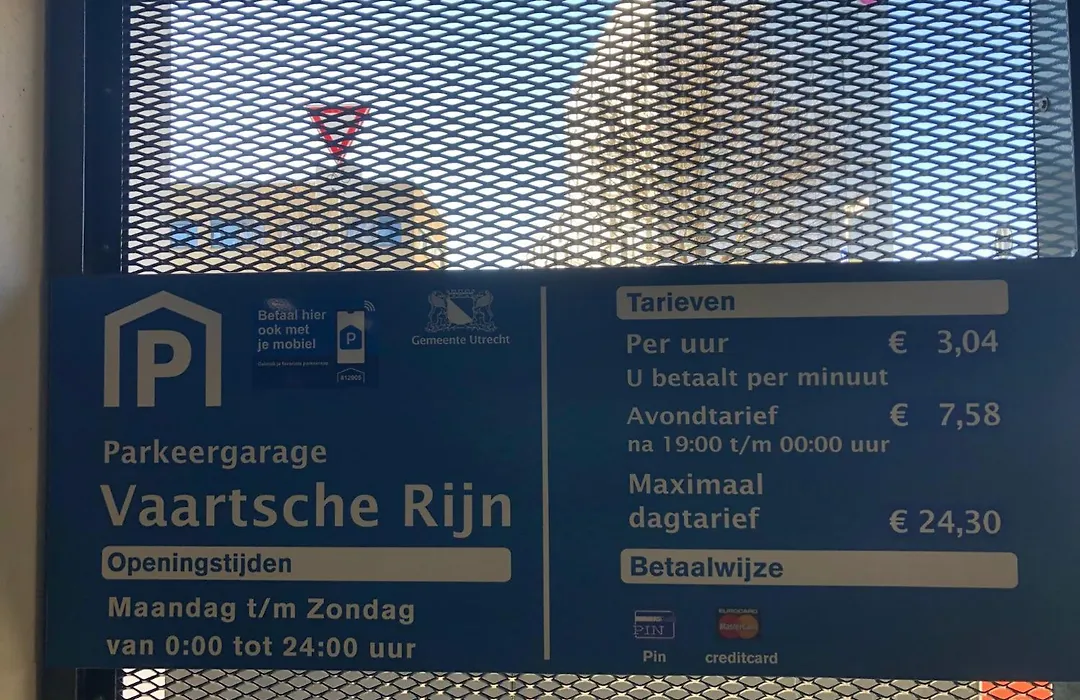 P
Betaal hier
ook met
je mobiel
P
Gemeente Utrecht
Parkeergarage
Vaartsche Rijn
Openingstijden
Maandag t/m Zondag
van 0:00 tot 24:00 uur
Tarieven
Per uur € 3,04
U betaalt per minuut
Avondtarief € 7,58
na 19:00 t/m 00:00 uur
Maximaal
dagtarief € 24,30
Betaalwijze
PIN
Pin
EUROCARD
MasterCard
creditcard